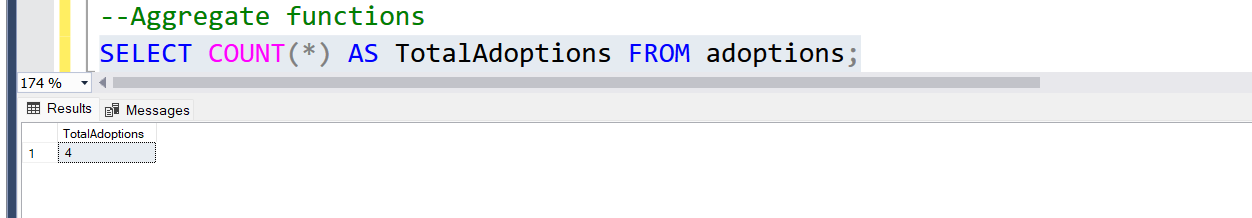 --Aggregate functions
SELECT COUNT(*) AS TotalAdoptions FROM adoptions;
174 %
Results Messages
TotalAdoptions
1 4